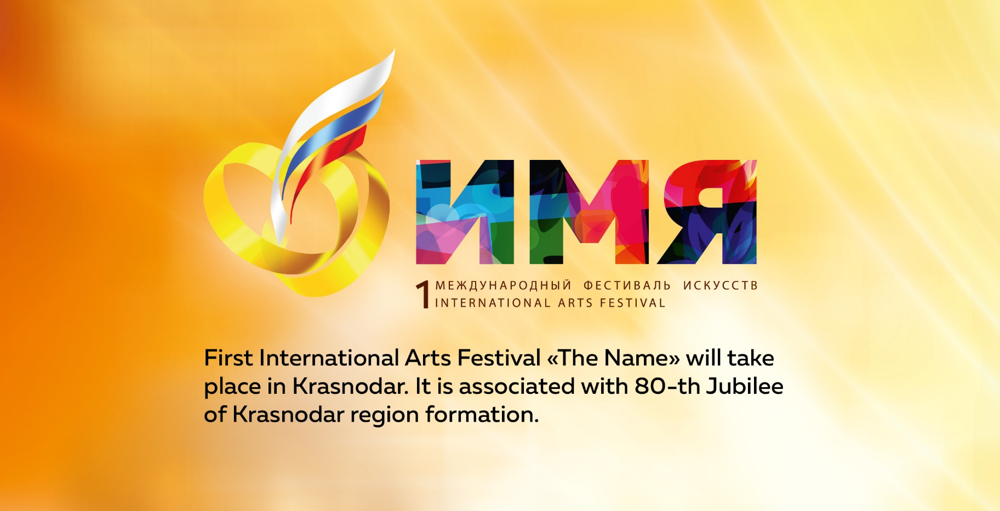 ИМЯ
1 МЕЖДУНАРОДНЫЙ ФЕСТИВАЛЬ ИСКУССТВ
INTERNATIONAL ARTS FESTIVAL
First International Arts Festival «The Name» will take
place in Krasnodar. It is associated with 80-th Jubilee
of Krasnodar region formation.